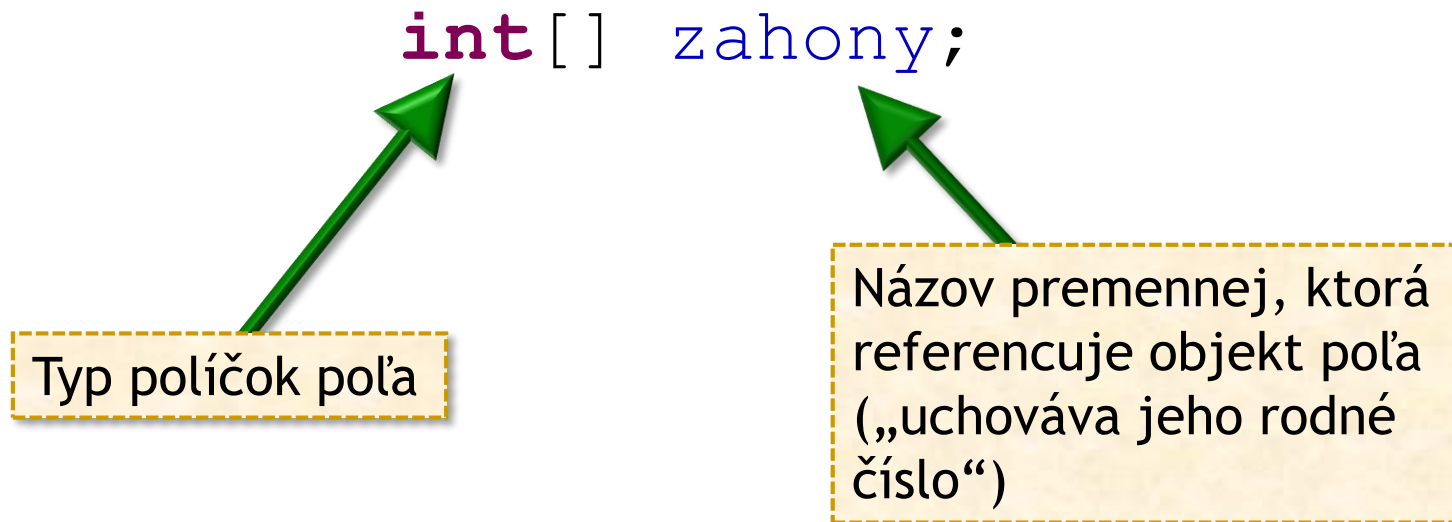 int[] zahony;
Typ políčok poľa
Názov premennej, ktorá
referencuje objekt poľa
(„uchováva jeho rodné
číslo“)